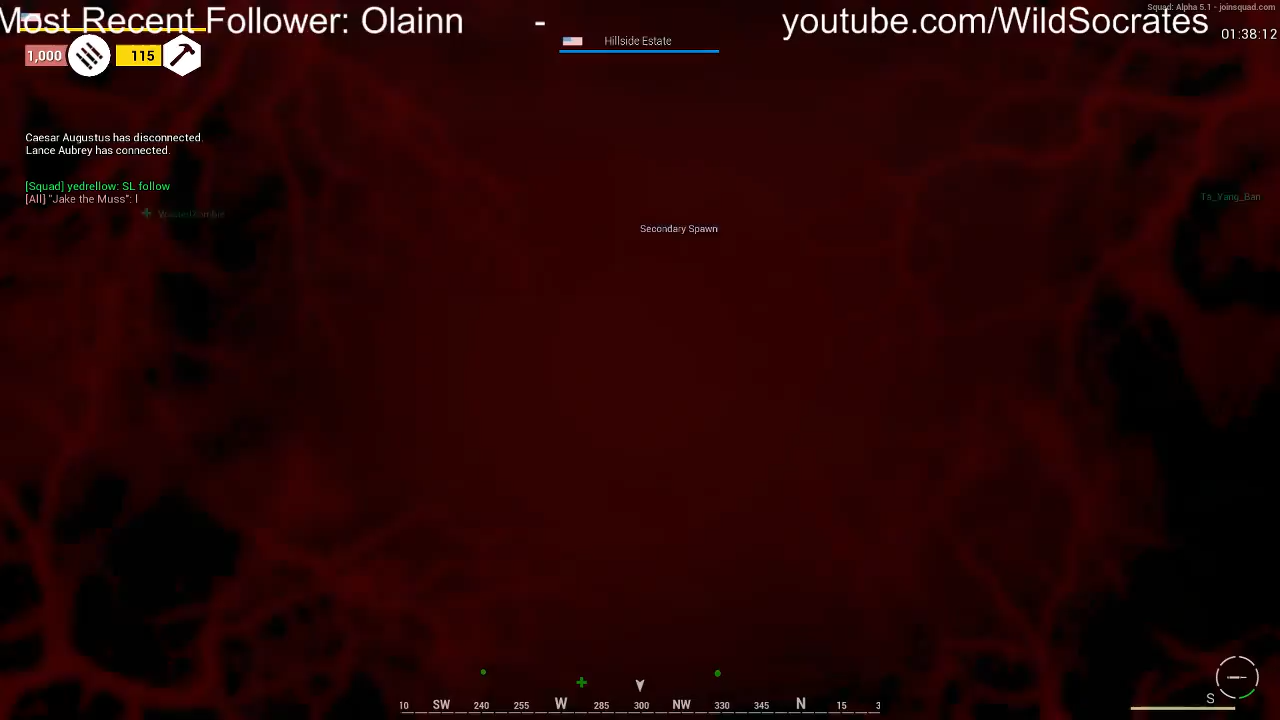 Most Recent Follower: Olainn - youtube.com/WildSocrates
Squad: Alpha 5.1 - joinsquad.com
Hillside Estate
01:38:12
1,000 115
Caesar Augustus has disconnected.
Lance Aubrey has connected.
[Squad] yedrellow: SL follow
[All] "Jake the Muss": l
Ta_Yang_Ban
Secondary Spawn
S
10 SW 240 255 W 285 300 NW 330 345 N 15 3